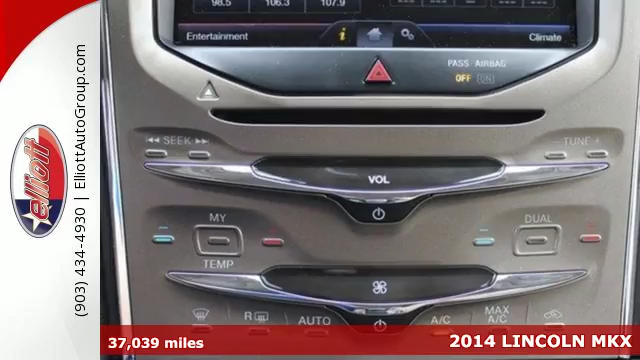 98.5 106.3 107.9
Entertainment i Climate
PASS AIRBAG
OFF ON
SEEK TUNE
VOL
MY DUAL
TEMP
R AUTO A/C MAX A/C
elliott
(903) 434-4930 | ElliottAutoGroup.com
37,039 miles 2014 LINCOLN MKX